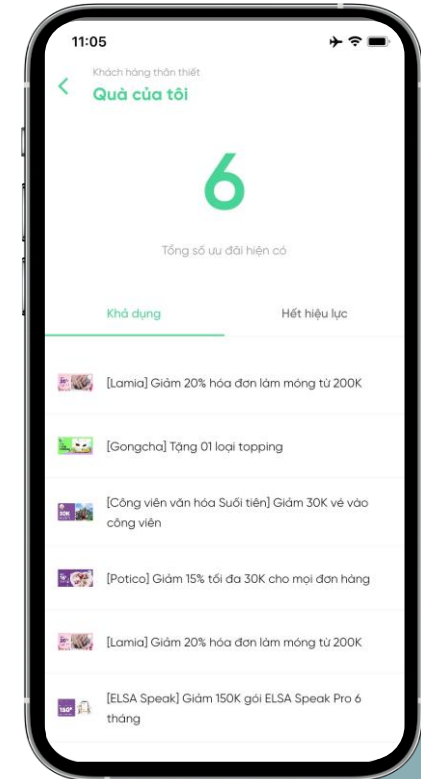 11:05
Khách hàng thân thiết
Quà của tôi
6
Tổng số ưu đãi hiện có
Khả dụng
Hết hiệu lực
[Lamia] Giảm 20% hóa đơn làm móng từ 200K
[Gongcha] Tặng 01 loại topping
[Công viên văn hóa Suối tiên] Giảm 30K vé vào
công viên
[Potico] Giảm 15% tối đa 30K cho mọi đơn hàng
[Lamia] Giảm 20% hóa đơn làm móng từ 200K
[ELSA Speak] Giảm 150K gói ELSA Speak Pro 6
tháng